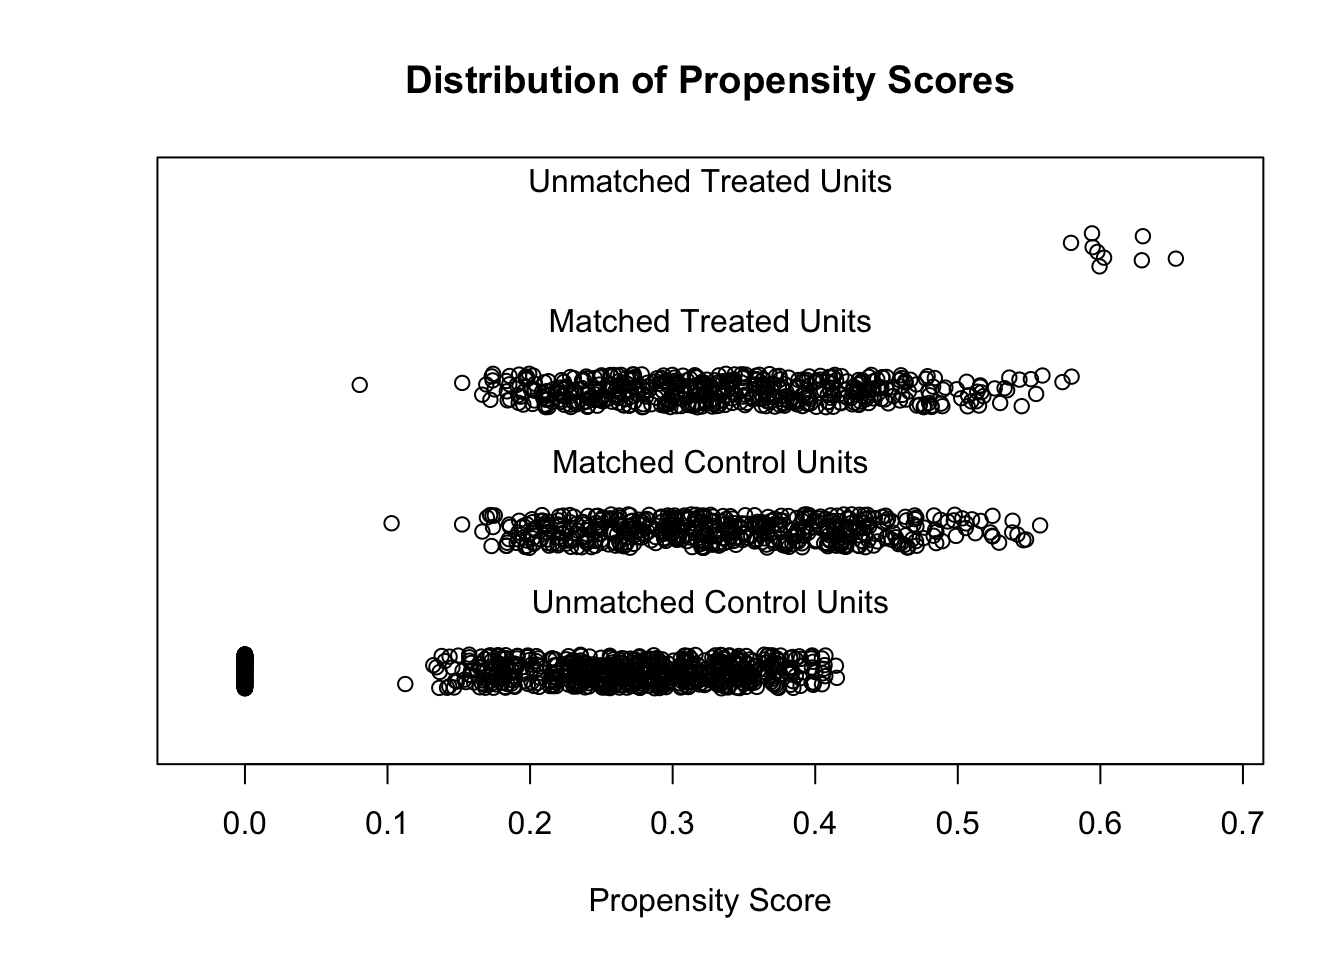 Distribution of Propensity Scores
Unmatched Treated Units
Matched Treated Units
Matched Control Units
Unmatched Control Units
0.0 0.1 0.2 0.3 0.4 0.5 0.6 0.7
Propensity Score